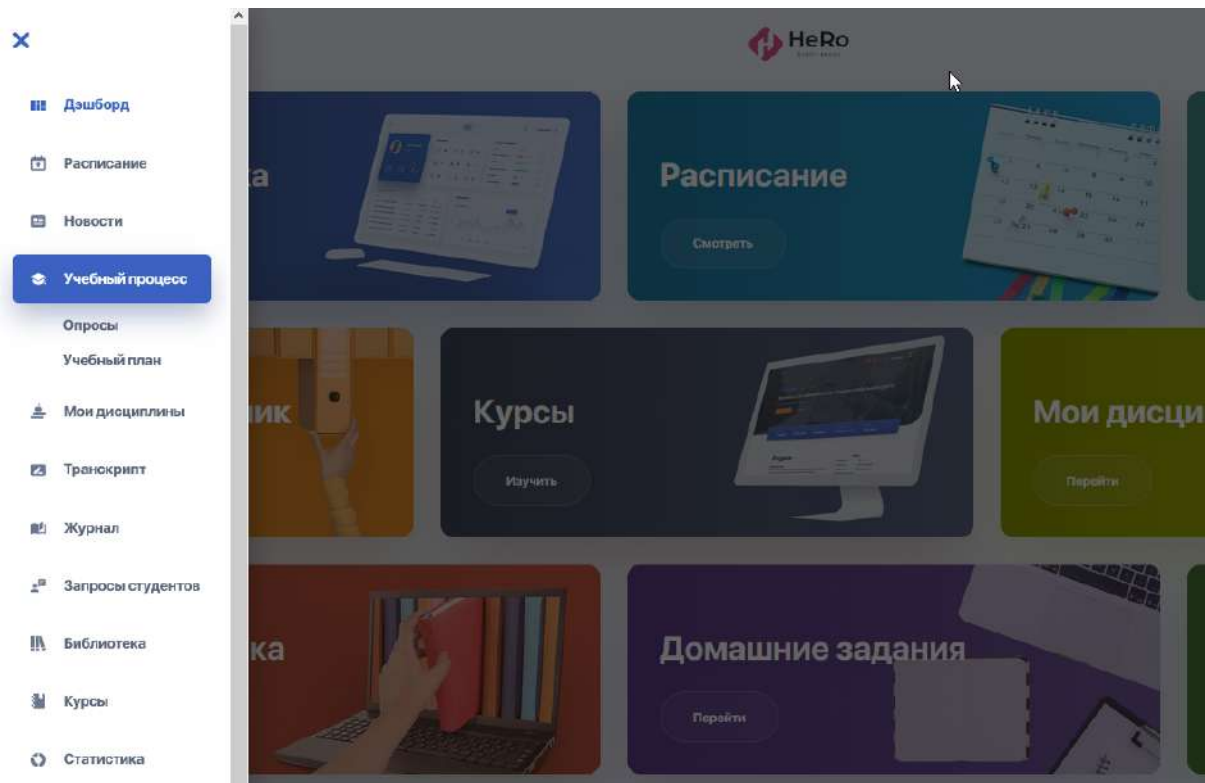 HeRo
Дэшборд
Расписание
Новости
Учебный процесс
Опросы
Учебный план
Мои дисциплины
Транскрипт
Журнал
Запросы студентов
Библиотека
Курсы
Статистика
ка
Расписание
Смотреть
ник
Курсы
Изучить
Мои дисци
Перейти
ка
Домашние задания
Перейти